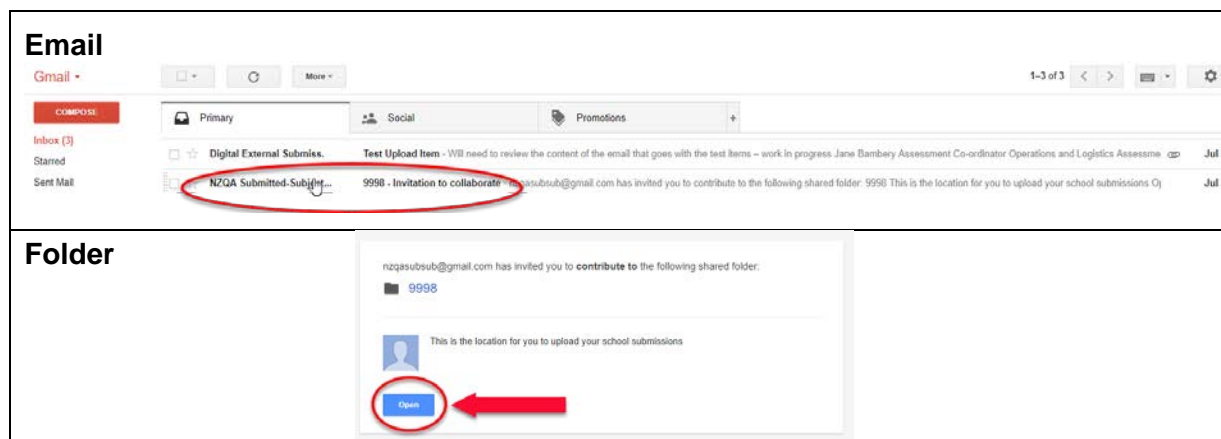 Email
Gmail
More
1–3 of 3
COMPOSE
Primary
Social
Promotions
+
Inbox (3)
Digital External Submiss. Test Upload Item - Will need to review the content of the email that goes with the test items – work in progress Jane Bambery Assessment Co-ordinator Operations and Logistics Assessme Jul
Starred
Sent Mail
NZQA Submitted-Subject... 9998 - Invitation to collaborate - nzqasubsub@gmail.com has invited you to contribute to the following shared folder: 9998 This is the location for you to upload your school submissions Jul
Folder
nzqasubsub@gmail.com has invited you to contribute to the following shared folder:
9998
This is the location for you to upload your school submissions
Open